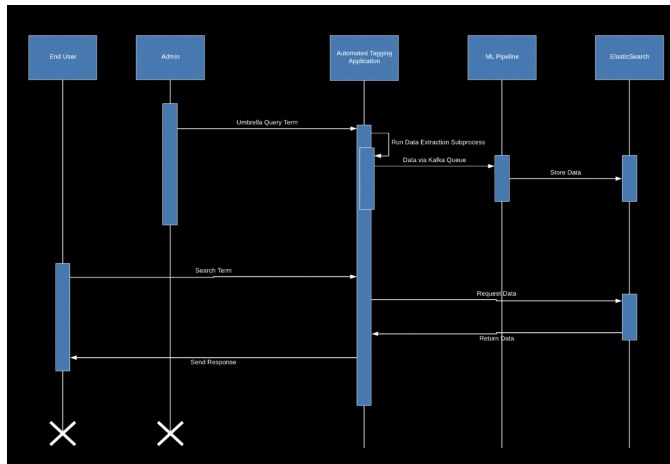 End User
Admin
Automated Tagging
Application
ML Pipeline
ElasticSearch
Umbrella Query Term
Run Data Extraction Subprocess
Data via Kafka Queue
Store Data
Search Term
Request Data
Return Data
Send Response